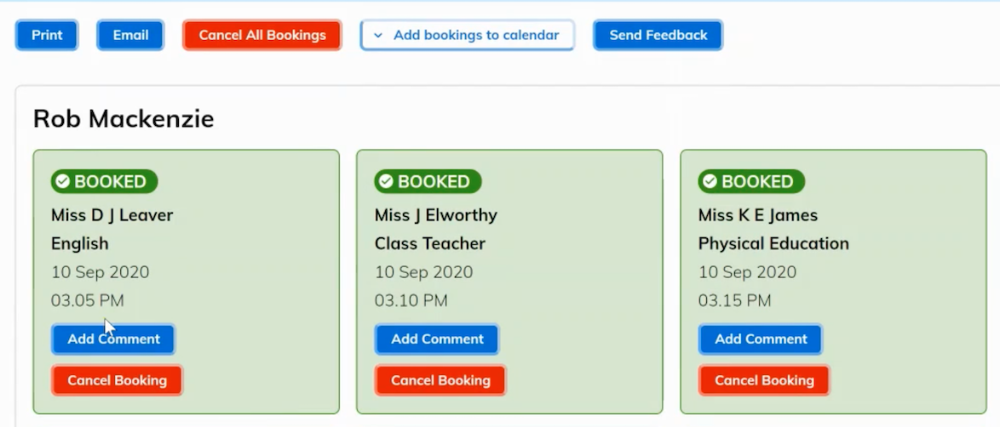 Print Email Cancel All Bookings Add bookings to calendar Send Feedback
Rob Mackenzie
BOOKED
Miss D J Leaver
English
10 Sep 2020
03.05 PM
Add Comment
Cancel Booking
BOOKED
Miss J Elworthy
Class Teacher
10 Sep 2020
03.10 PM
Add Comment
Cancel Booking
BOOKED
Miss K E James
Physical Education
10 Sep 2020
03.15 PM
Add Comment
Cancel Booking